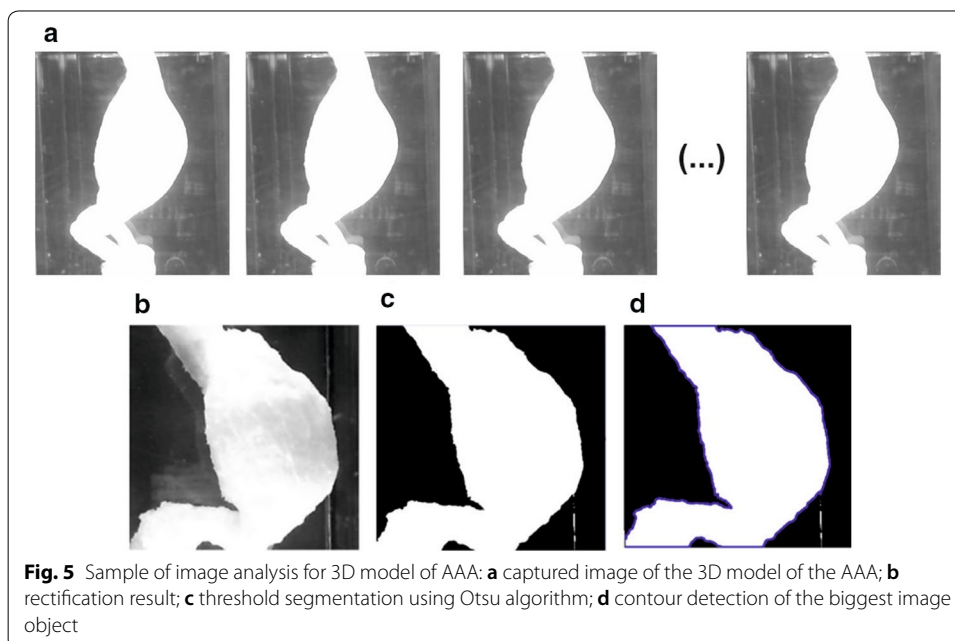 a
(...)
b
c
d
Fig. 5 Sample of image analysis for 3D model of AAA: a captured image of the 3D model of the AAA; b
rectification result; c threshold segmentation using Otsu algorithm; d contour detection of the biggest image
object